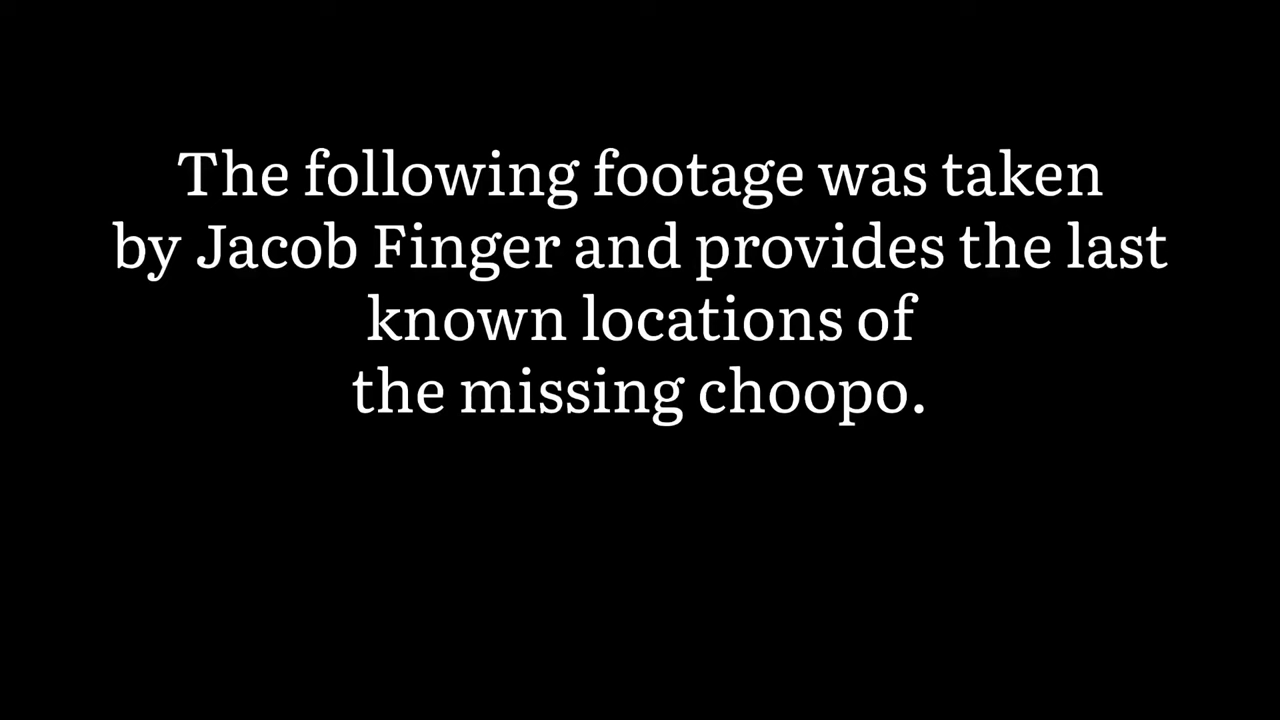 The following footage was taken
by Jacob Finger and provides the last
known locations of
the missing choopo.